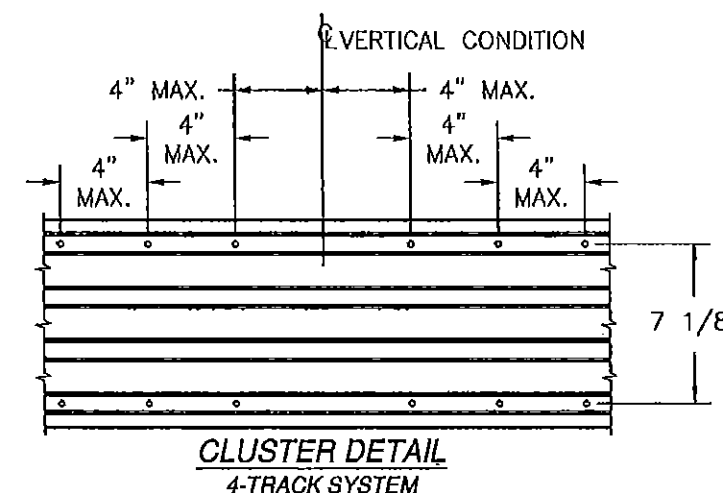 ℄ VERTICAL CONDITION
4" MAX.
4" MAX.
4"
MAX.
4"
MAX.
4"
MAX.
4"
MAX.
7 1/8
CLUSTER DETAIL
4-TRACK SYSTEM